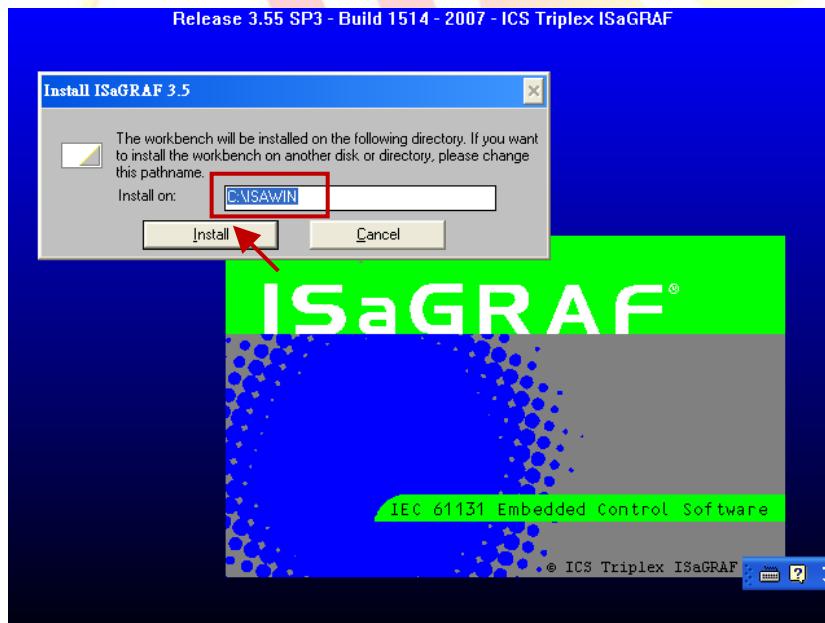 Release 3.55 SP3 - Build 1514 - 2007 - ICS Triplex ISaGRAF
Install ISaGRAF 3.5
The workbench will be installed on the following directory. If you want
to install the workbench on another disk or directory, please change
this pathname.
Install on: C:\ISAWIN
Install Cancel
ISaGRAF®
IEC 61131 Embedded Control Software
© ICS Triplex ISaGRAF